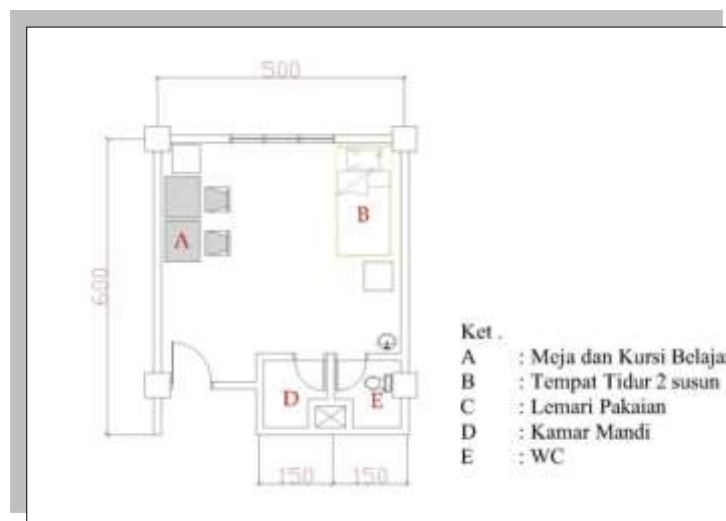 500
B
A
600
D
E
150
150
Ket .
A : Meja dan Kursi Belajar
B : Tempat Tidur 2 susun
C : Lemari Pakaian
D : Kamar Mandi
E : WC